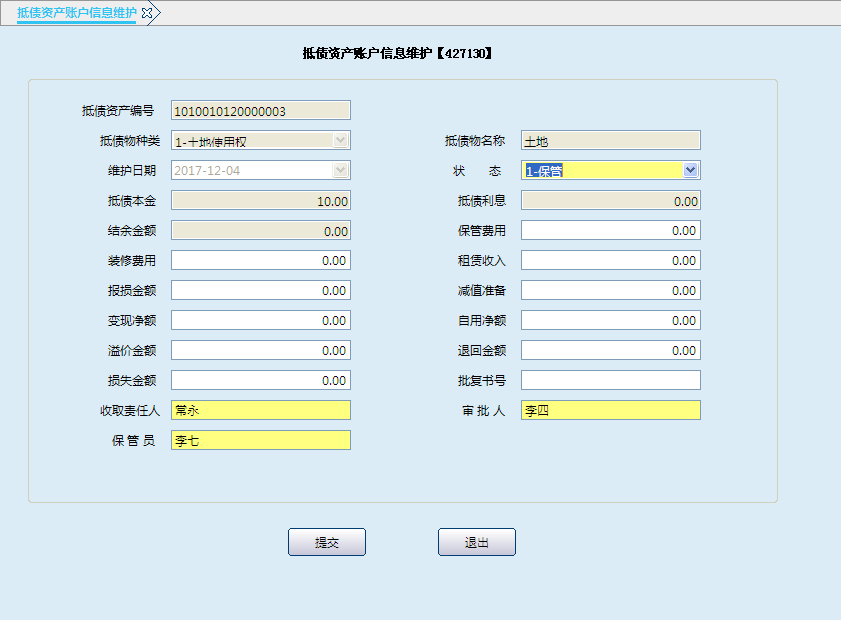 抵债资产账户信息维护
抵债资产账户信息维护【427130】
抵债资产编号 1010010120000003
抵债物种类 1-土地使用权 抵债物名称 土地
维护日期 2017-12-04 状 态 1-保管
抵债本金 10.00 抵债利息 0.00
结余金额 0.00 保管费用 0.00
装修费用 0.00 租赁收入 0.00
报损金额 0.00 减值准备 0.00
变现净额 0.00 自用净额 0.00
溢价金额 0.00 退回金额 0.00
损失金额 0.00 批复书号
收取责任人 常永 审 批 人 李四
保 管 员 李七
提交 退出